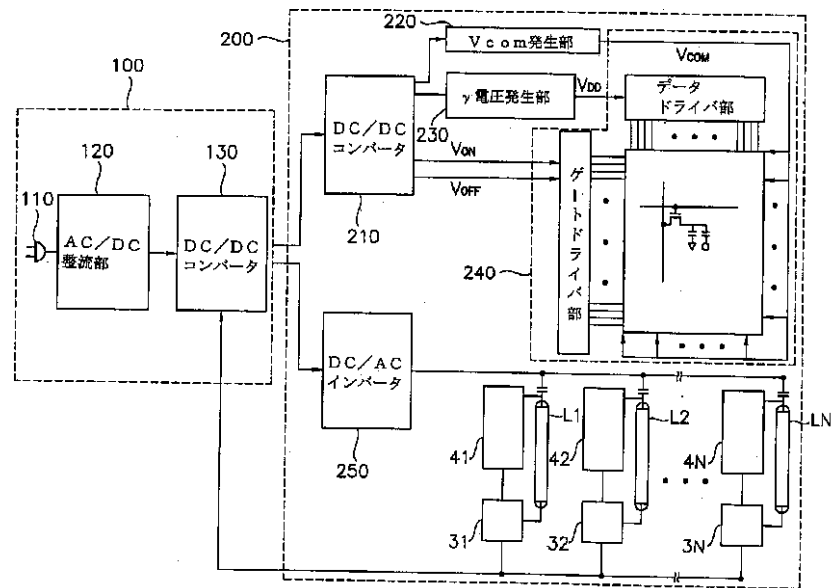 200
220
Vcom発生部
VCOM
100
γ電圧発生部
VDD
データ
ドライバ部
230
DC/DC
コンバータ
120
130
VON
VOFF
110
AC/DC
整流部
DC/DC
コンバータ
210
ゲートドライバ部
240
DC/AC
インバータ
250
L1
L2
LN
41
42
4N
31
32
3N